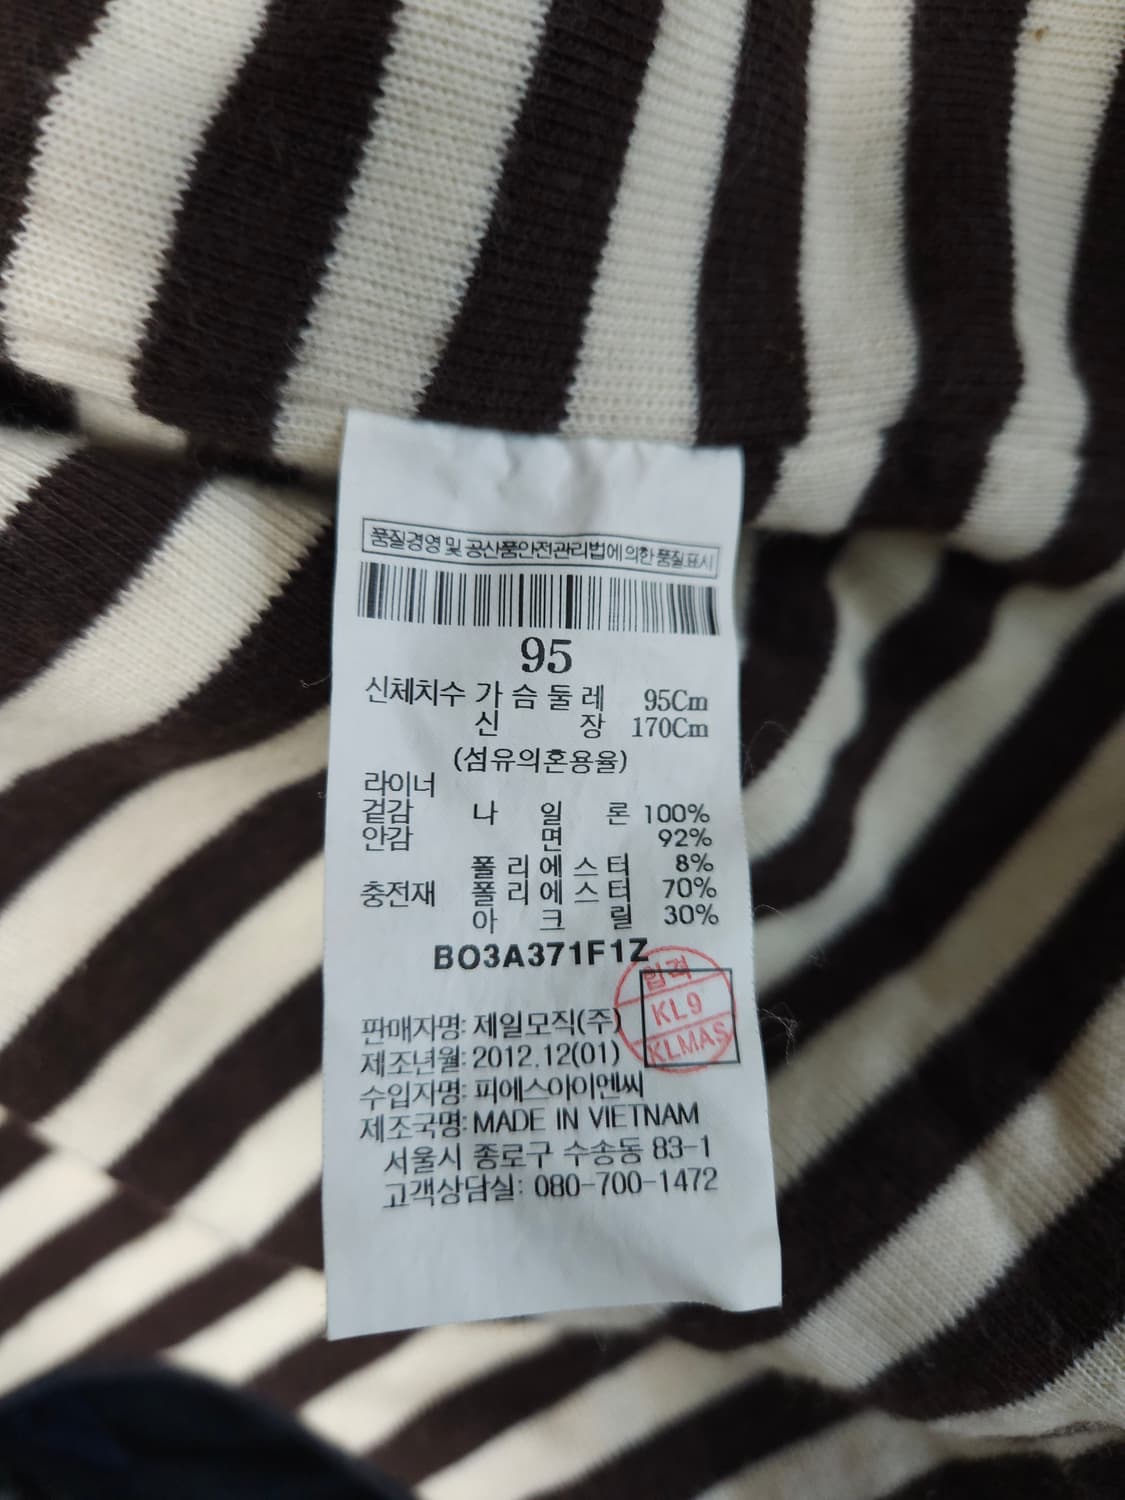 품질경영 및 공산품안전관리법에 의한 품질표시
95
신체치수 가 슴 둘 레 95Cm
신 장 170Cm
(섬유의혼용율)
라이너
겉감 나 일 론 100%
안감 면 92%
폴 리 에 스 터 8%
충전재 폴 리 에 스 터 70%
아 크 릴 30%
BO3A371F1Z
합격
KL9
KLMAS
판매자명: 제일모직(주)
제조년월: 2012.12(01)
수입자명: 피에스아이엔씨
제조국명: MADE IN VIETNAM
서울시 종로구 수송동 83-1
고객상담실: 080-700-1472